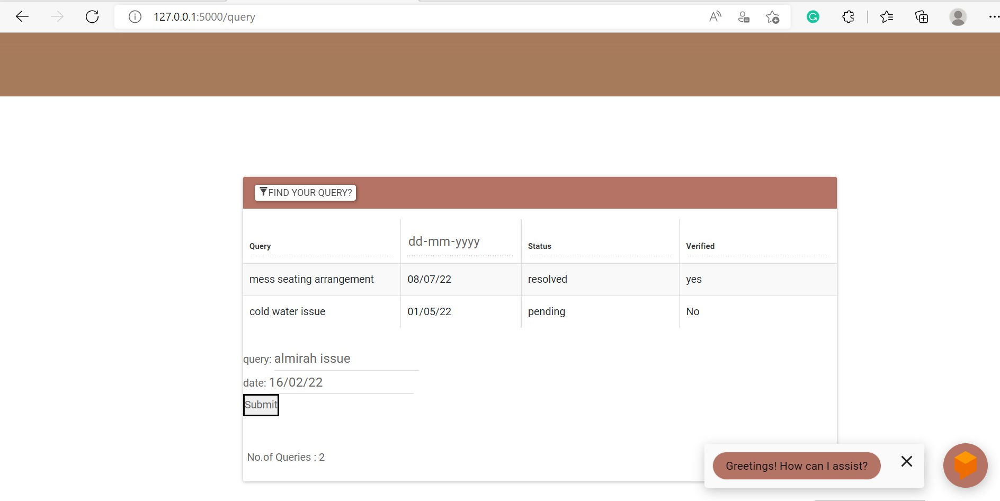 127.0.0.1:5000/query
FIND YOUR QUERY?
Query dd-mm-yyyy Status Verified
mess seating arrangement 08/07/22 resolved yes
cold water issue 01/05/22 pending No
query: almirah issue
date: 16/02/22
Submit
No.of Queries : 2
Greetings! How can I assist?